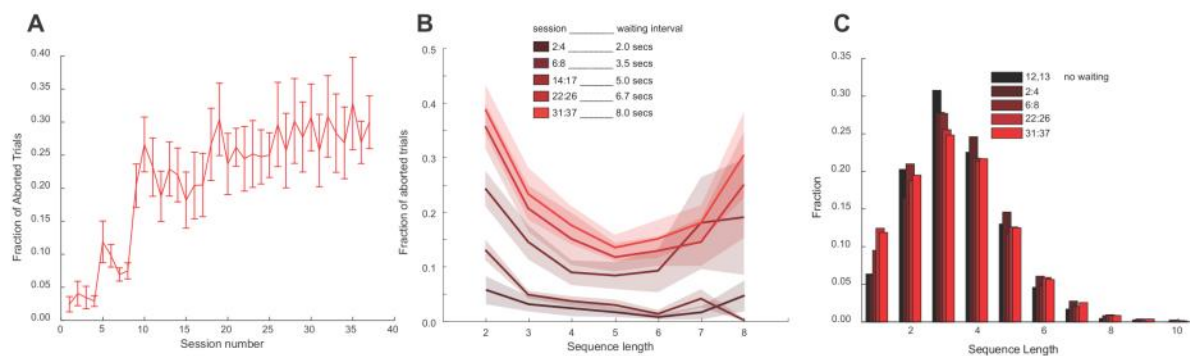 A
Fraction of Aborted Trials
0.40
0.35
0.30
0.25
0.20
0.15
0.10
0.05
0.00
0 5 10 15 20 25 30 35 40
Session number
B
session _______ waiting interval
2:4 _______ 2.0 secs
6:8 _______ 3.5 secs
14:17 _______ 5.0 secs
22:26 _______ 6.7 secs
31:37 _______ 8.0 secs
Fraction of aborted trials
0.5
0.4
0.3
0.2
0.1
0.0
2 3 4 5 6 7 8
Sequence length
C
12,13 no waiting
2:4
6:8
22:26
31:37
Fraction
0.35
0.30
0.25
0.20
0.15
0.10
0.05
0.00
2 4 6 8 10
Sequence Length